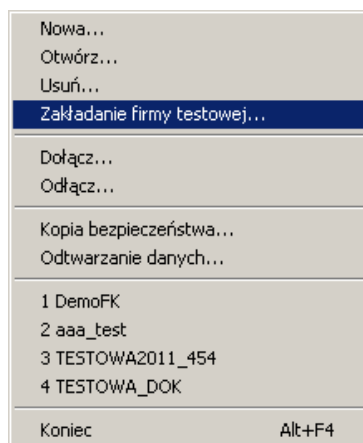 Nowa...
Otwórz...
Usuń...
Zakładanie firmy testowej...
Dołącz...
Odłącz...
Kopia bezpieczeństwa...
Odtwarzanie danych...
1 DemoFK
2 aaa_test
3 TESTOWA2011_454
4 TESTOWA_DOK
Koniec Alt+F4